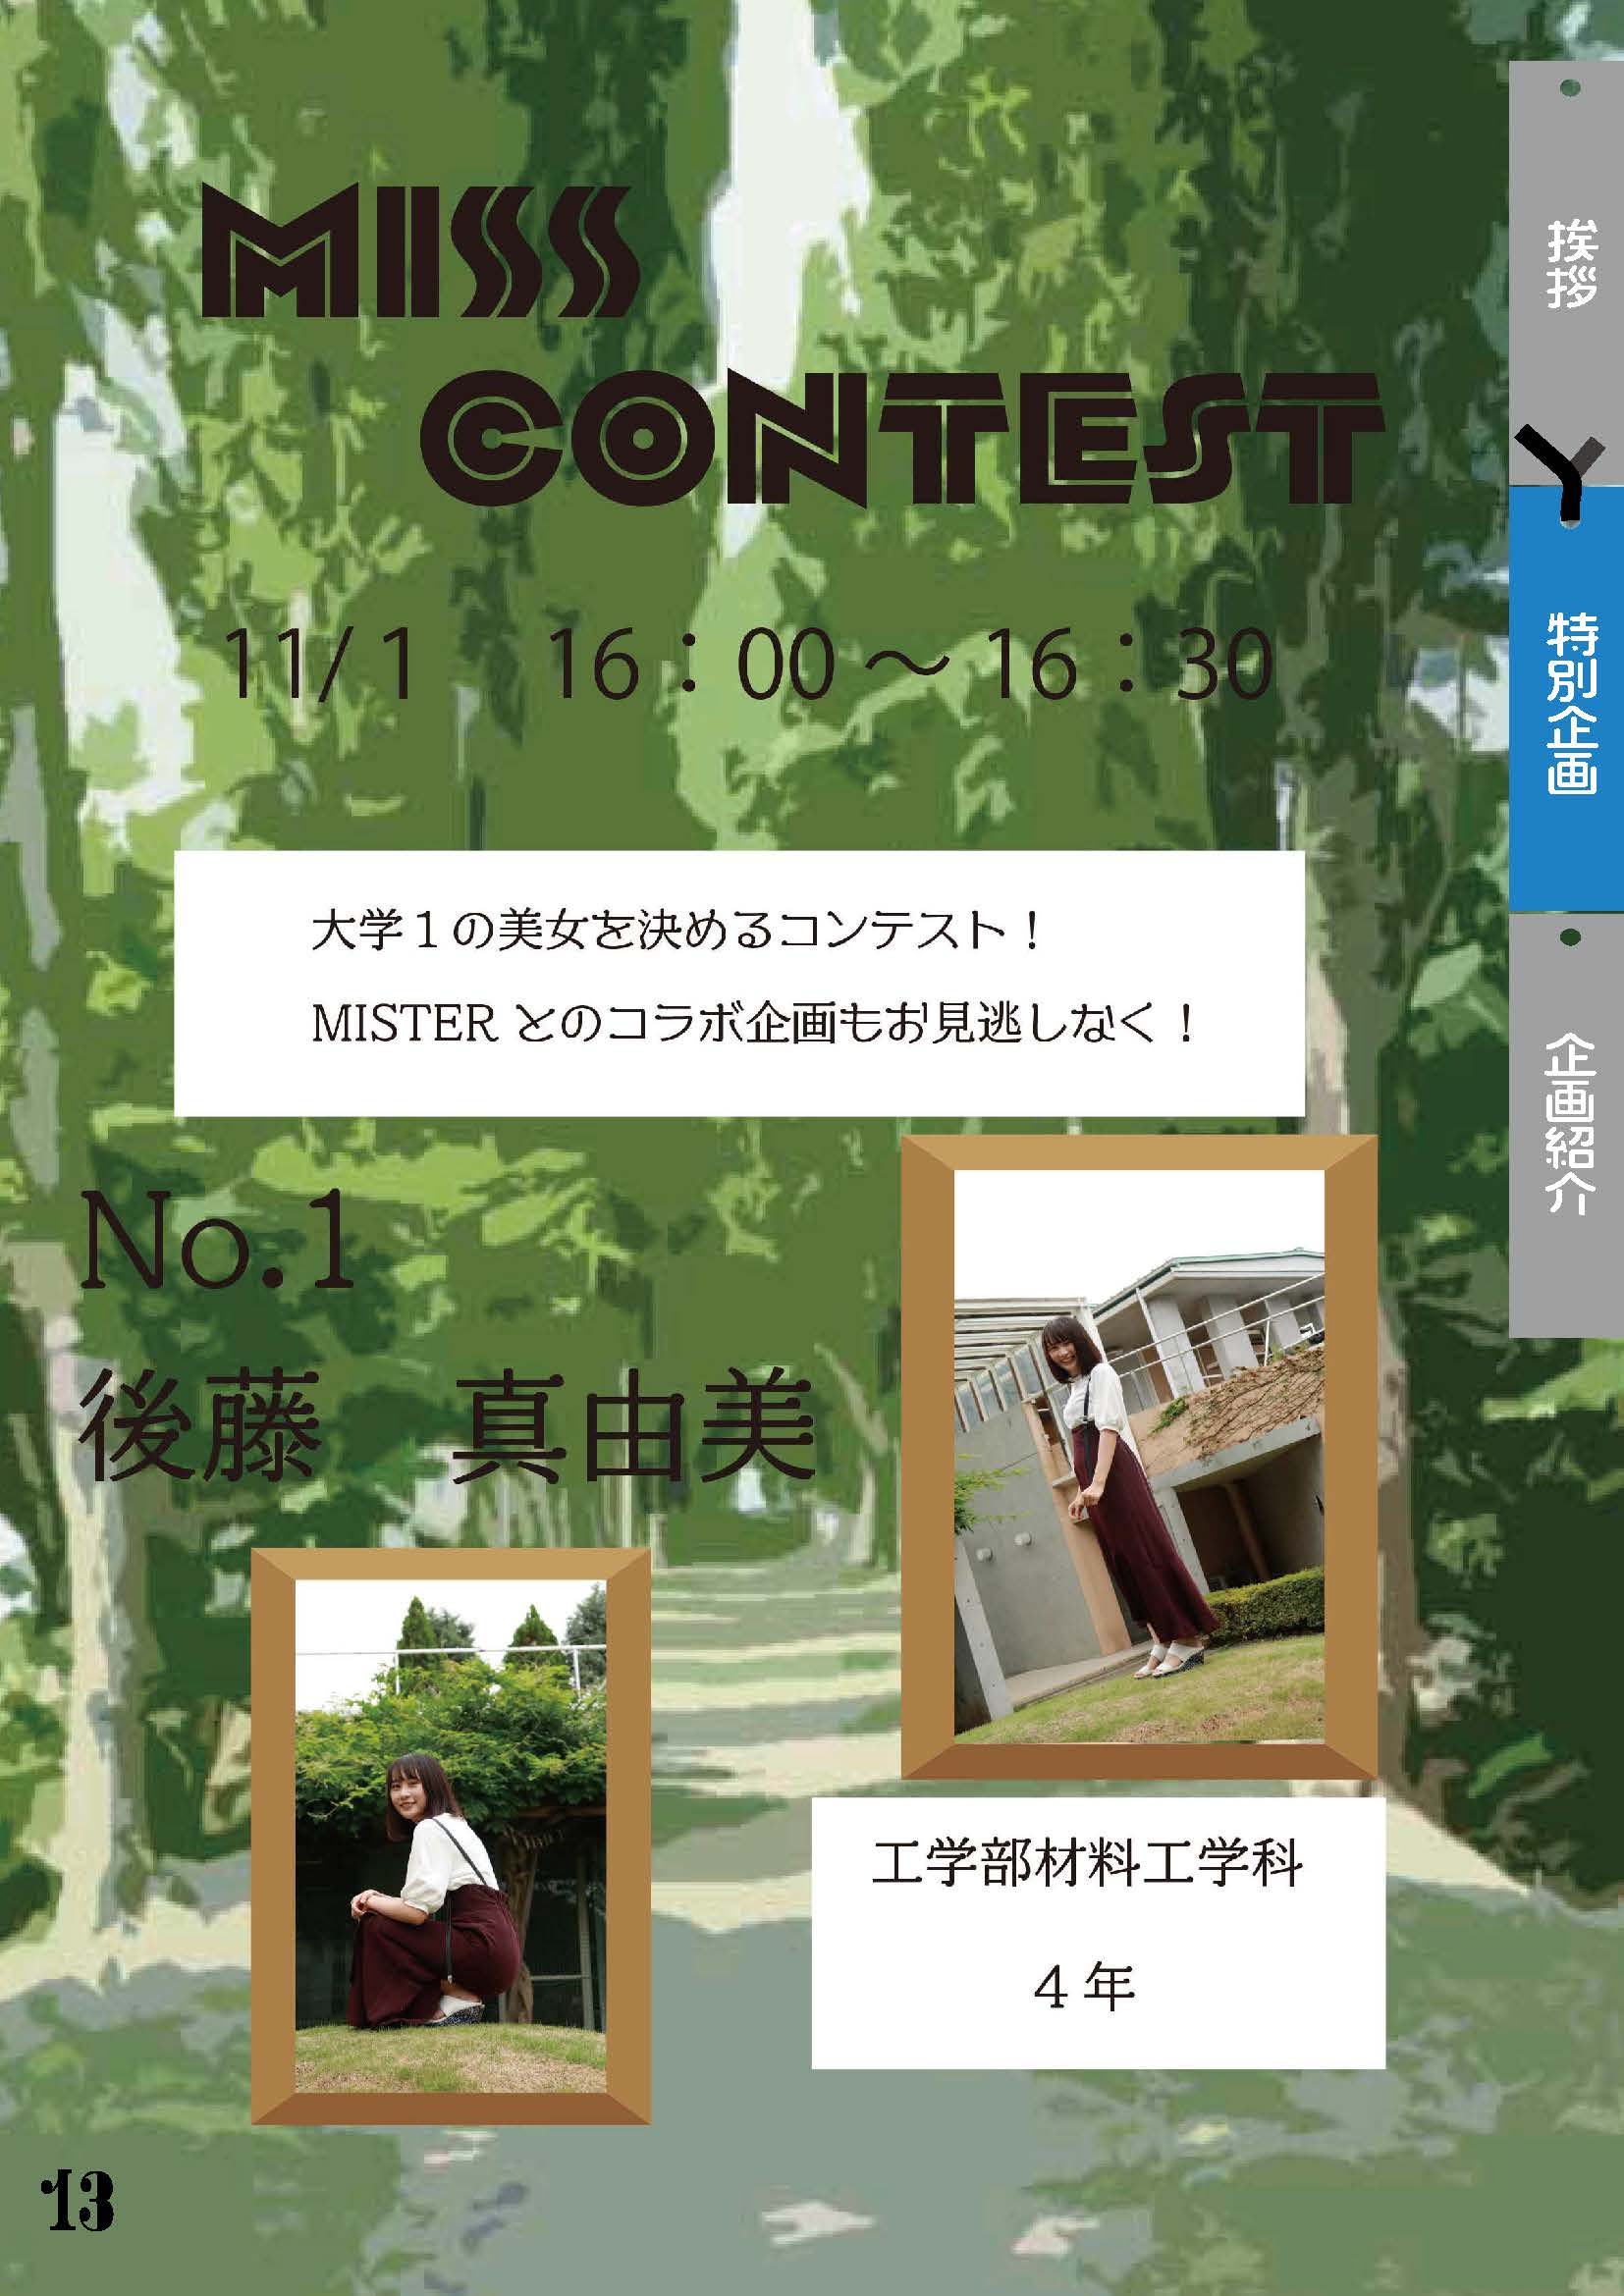 MISS
CONTEST
11/1　16：00～16：30
大学１の美女を決めるコンテスト！
MISTER とのコラボ企画もお見逃しなく！
No.1
後藤　真由美
工学部材料工学科
4 年
挨拶
特別企画
企画紹介
13